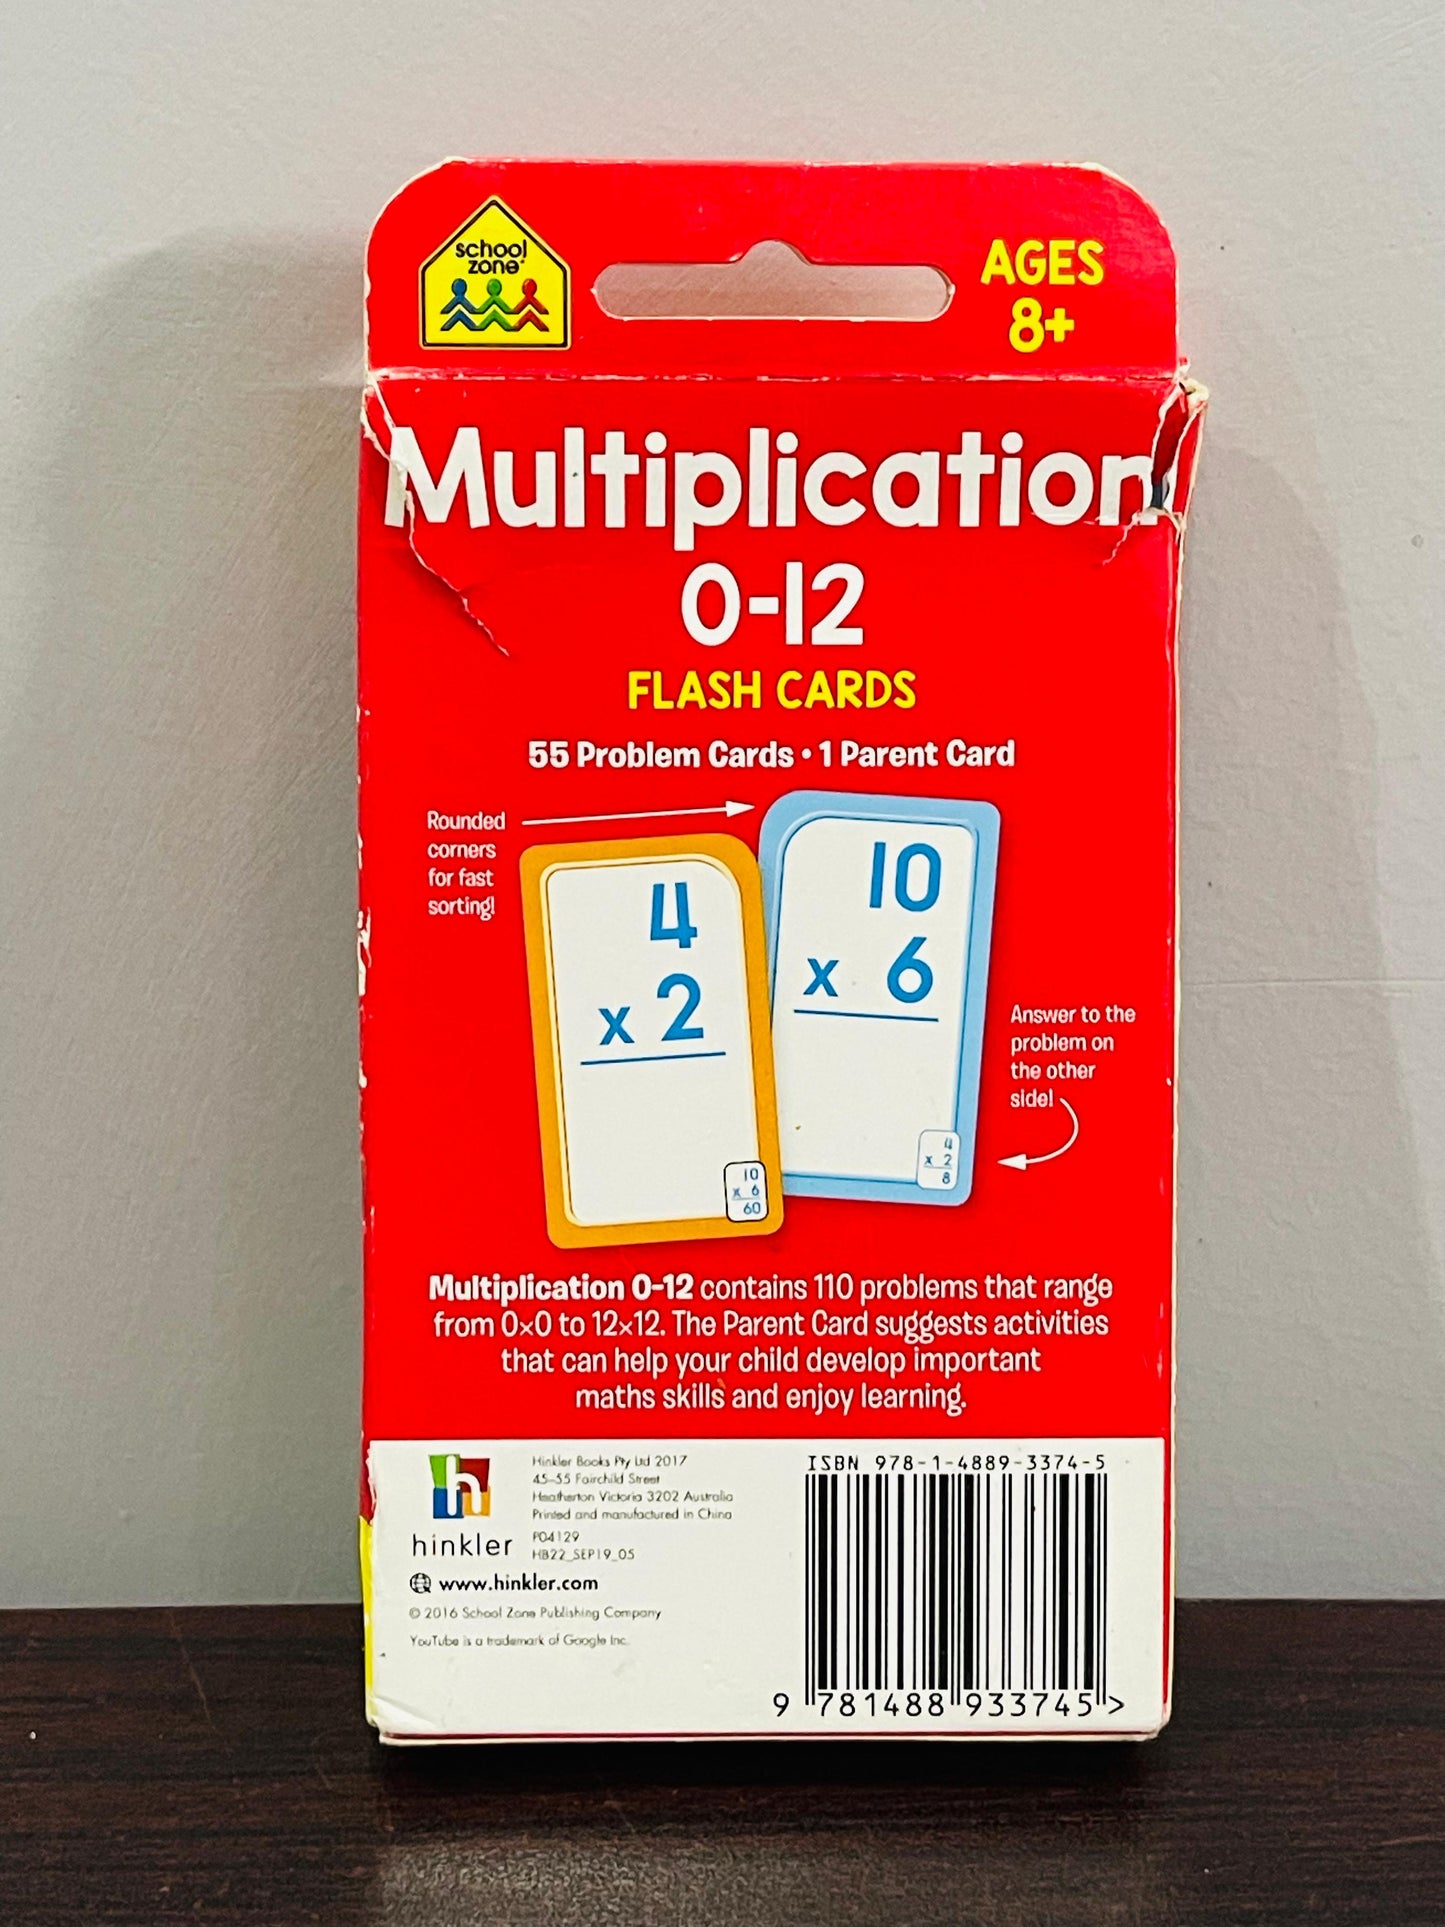 school
zone
AGES
8+
Multiplication
0-12
FLASH CARDS
55 Problem Cards • 1 Parent Card
Rounded
corners
for fast
sorting!
4
x 2
10
x 6
60
10
x 6
4
x 2
8
Answer to the
problem on
the other
side!
Multiplication 0-12 contains 110 problems that range
from 0×0 to 12×12. The Parent Card suggests activities
that can help your child develop important
maths skills and enjoy learning.
h
hinkler
Hinkler Books Pty Ltd 2017
45-55 Fairchild Street
Heatherton Victoria 3202 Australia
Printed and manufactured in China
P04129
HB22_SEP19_05
www.hinkler.com
© 2016 School Zone Publishing Company
YouTube is a trademark of Google Inc.
ISBN 978-1-4889-3374-5
9 781488 933745 >